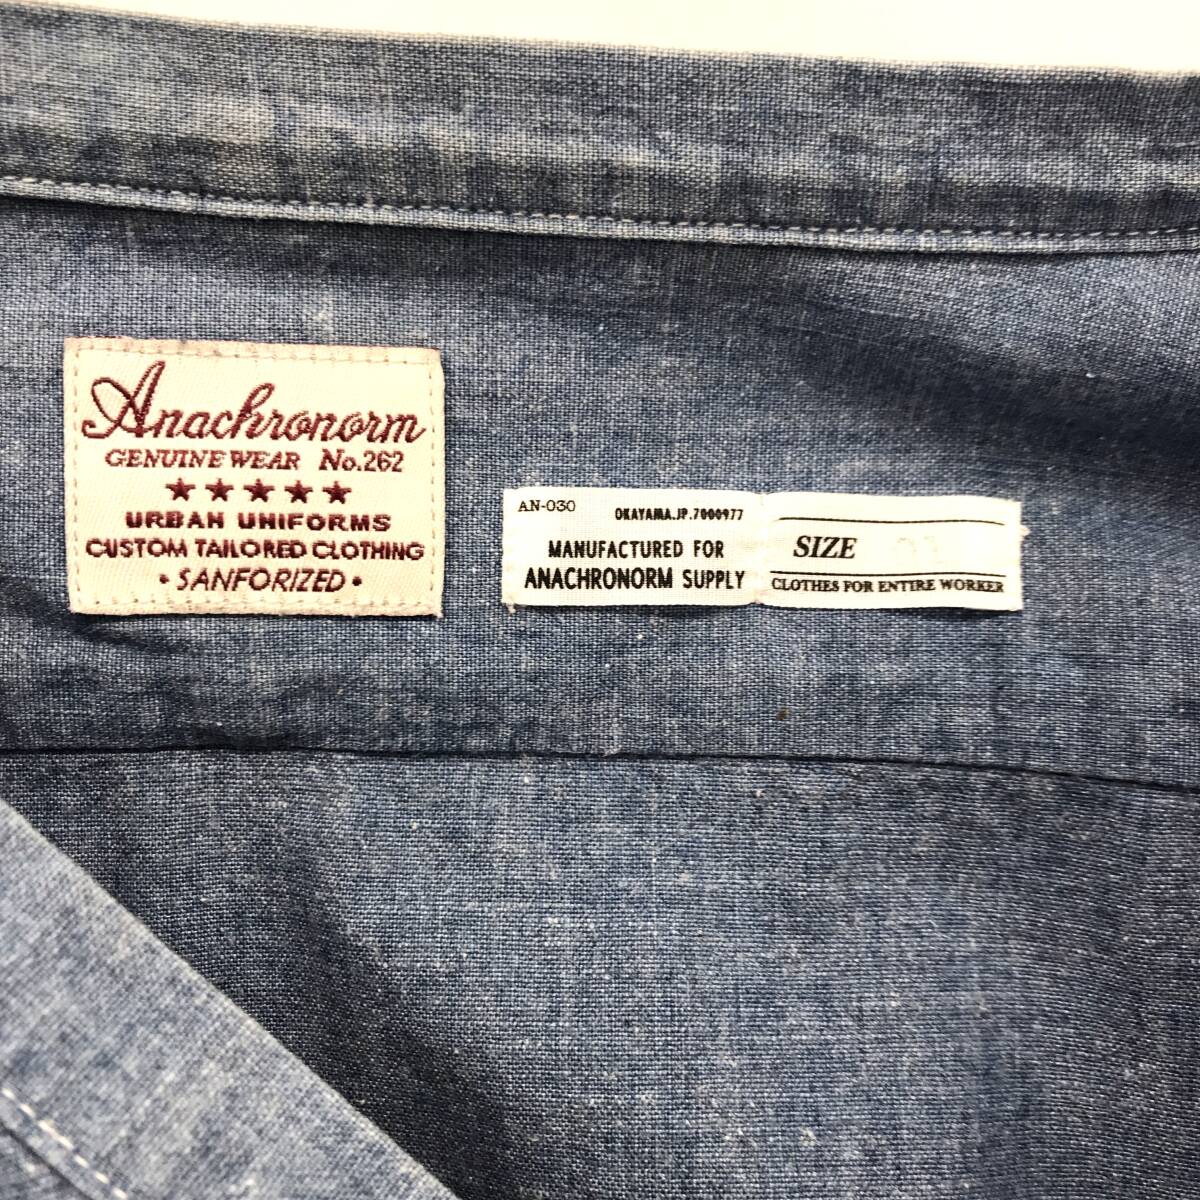 Anachronorm
GENUINE WEAR No.262
★★★★★
URBAN UNIFORMS
CUSTOM TAILORED CLOTHING
• SANFORIZED •
AN-030
OKAYAMA.JP.7000977
MANUFACTURED FOR
ANACHRONORM SUPPLY
SIZE
CLOTHES FOR ENTIRE WORKER